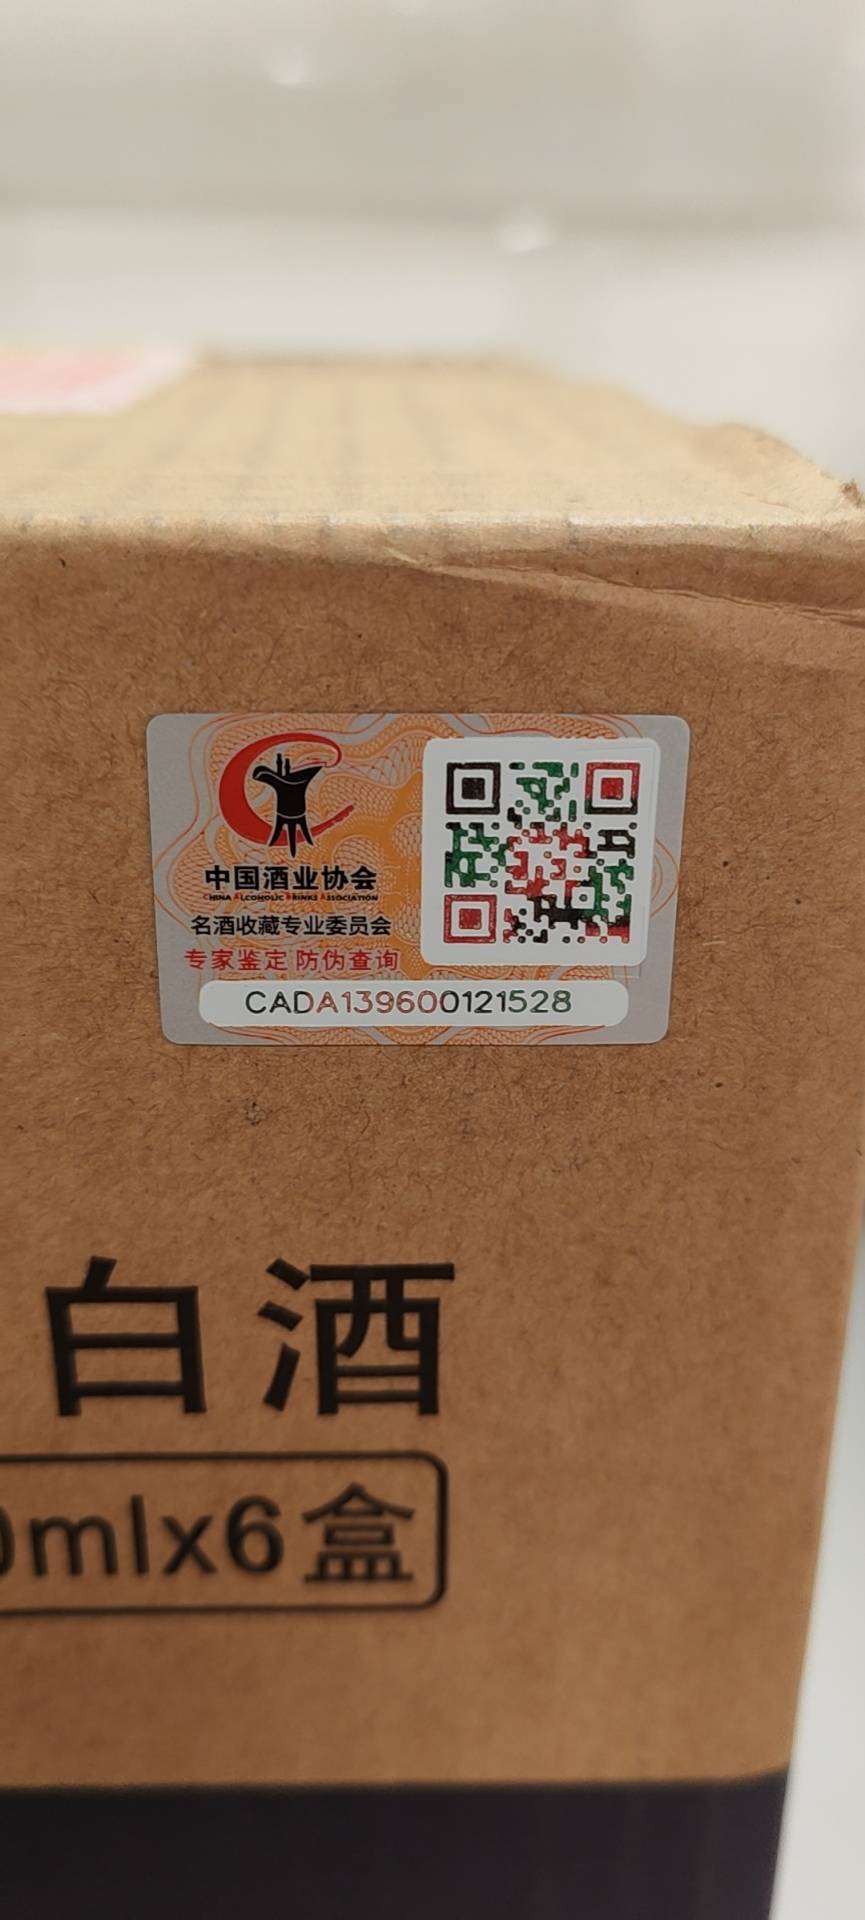 中国酒业协会
CHINA ALCOHOLIC DRINKS ASSOCIATION
名酒收藏专业委员会
专家鉴定 防伪查询
CADA139600121528
白酒
0mlx6盒